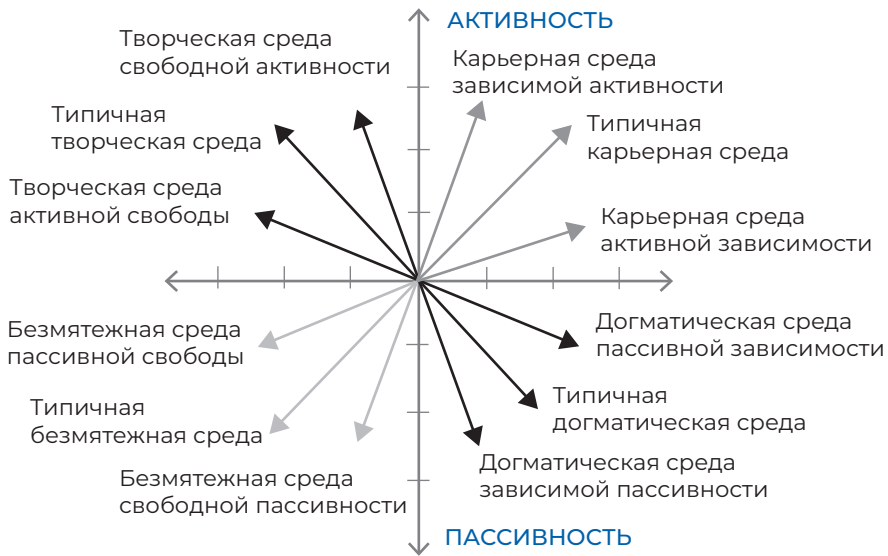 АКТИВНОСТЬ
Творческая среда
свободной активности
Карьерная среда
зависимой активности
Типичная
творческая среда
Типичная
карьерная среда
Творческая среда
активной свободы
Карьерная среда
активной зависимости
Безмятежная среда
пассивной свободы
Догматическая среда
пассивной зависимости
Типичная
безмятежная среда
Типичная
догматическая среда
Безмятежная среда
свободной пассивности
Догматическая среда
зависимой пассивности
ПАССИВНОСТЬ